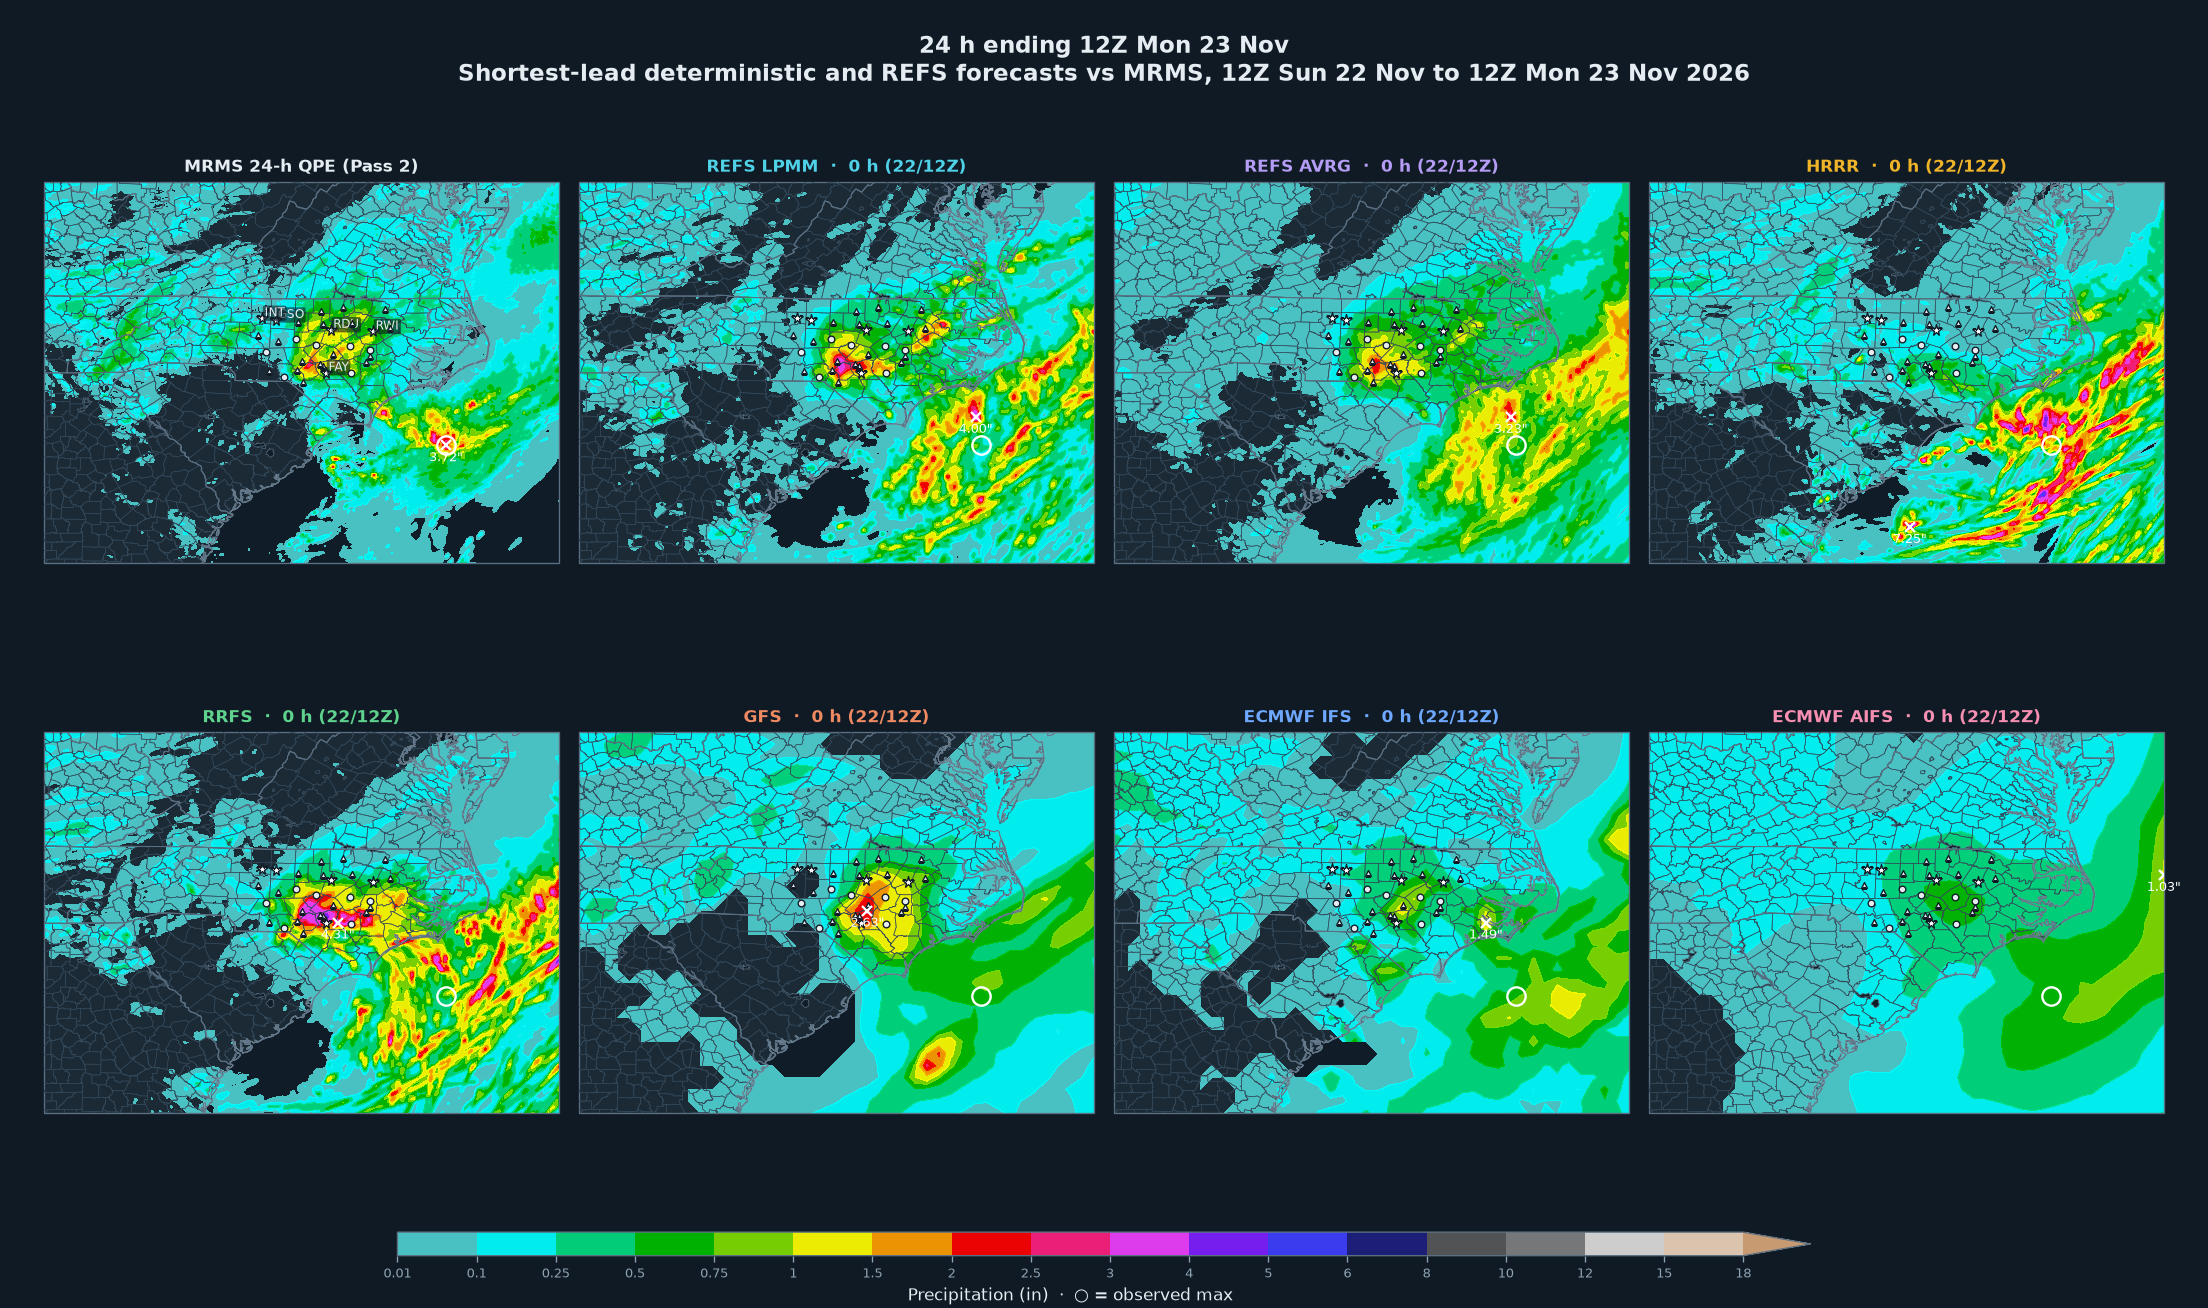 24 h ending 12Z Mon 23 Nov
Shortest-lead deterministic and REFS forecasts vs MRMS, 12Z Sun 22 Nov to 12Z Mon 23 Nov 2026
MRMS 24-h QPE (Pass 2)
REFS LPMM · 0 h (22/12Z)
REFS AVRG · 0 h (22/12Z)
HRRR · 0 h (22/12Z)
INT
SO
RDU
RWI
FAY
3.72"
4.00"
3.23"
7.25"
RRFS · 0 h (22/12Z)
GFS · 0 h (22/12Z)
ECMWF IFS · 0 h (22/12Z)
ECMWF AIFS · 0 h (22/12Z)
1.49"
1.03"
0.01 0.1 0.25 0.5 0.75 1 1.5 2 2.5 3 4 5 6 8 10 12 15 18
Precipitation (in) · ○ = observed max